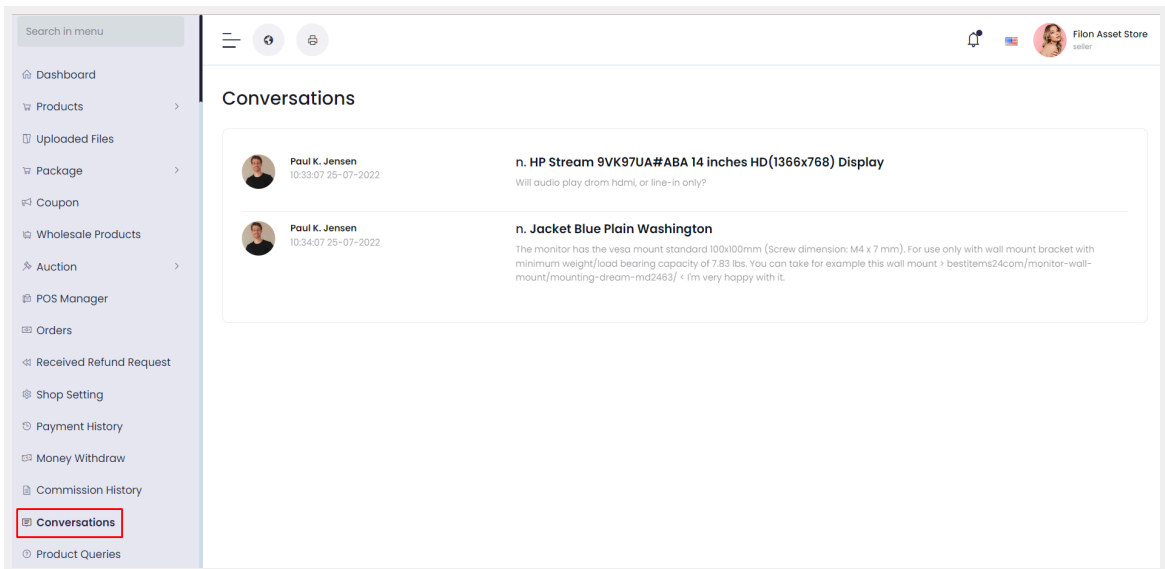 Search in menu
Filon Asset Store
seller
Dashboard
Products
Uploaded Files
Package
Coupon
Wholesale Products
Auction
POS Manager
Orders
Received Refund Request
Shop Setting
Payment History
Money Withdraw
Commission History
Conversations
Product Queries
Conversations
Paul K. Jensen
10:33:07 25-07-2022
n. HP Stream 9VK97UA#ABA 14 inches HD(1366x768) Display
Will audio play drom hdmi, or line-in only?
Paul K. Jensen
10:34:07 25-07-2022
n. Jacket Blue Plain Washington
The monitor has the vesa mount standard 100x100mm (Screw dimension: M4 x 7 mm). For use only with wall mount bracket with
minimum weight/load bearing capacity of 7.83 lbs. You can take for example this wall mount > bestitems24com/monitor-wall-
mount/mounting-dream-md2463/ < I'm very happy with it.